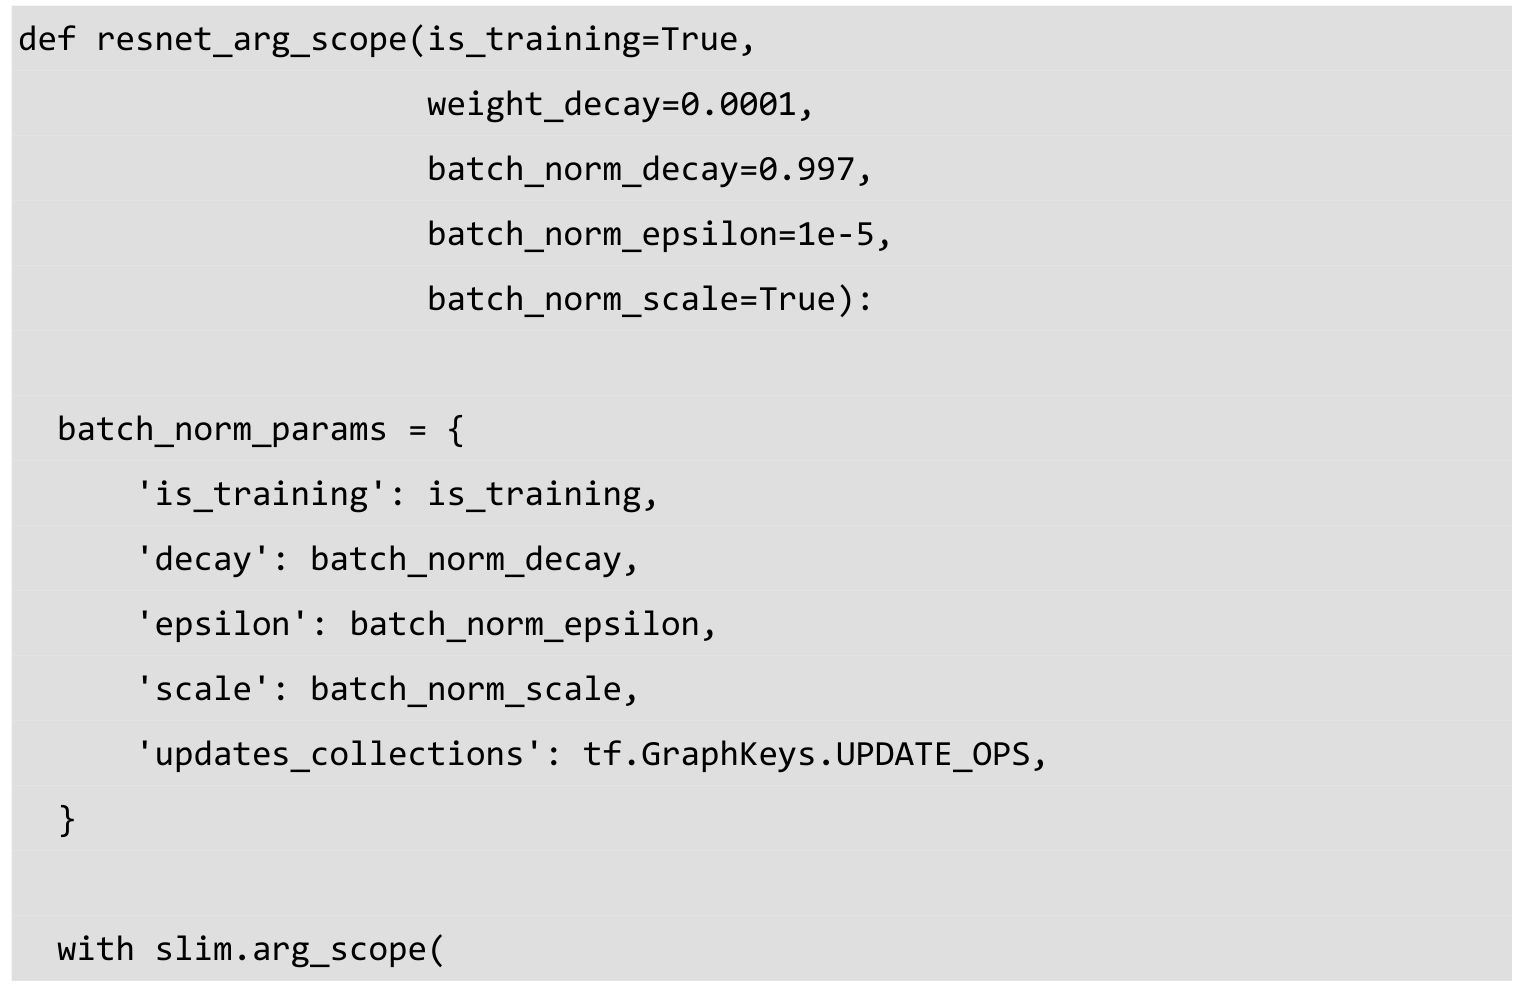 def resnet_arg_scope(is_training=True,
                     weight_decay=0.0001,
                     batch_norm_decay=0.997,
                     batch_norm_epsilon=1e-5,
                     batch_norm_scale=True):
  batch_norm_params = {
      'is_training': is_training,
      'decay': batch_norm_decay,
      'epsilon': batch_norm_epsilon,
      'scale': batch_norm_scale,
      'updates_collections': tf.GraphKeys.UPDATE_OPS,
  }
  with slim.arg_scope(